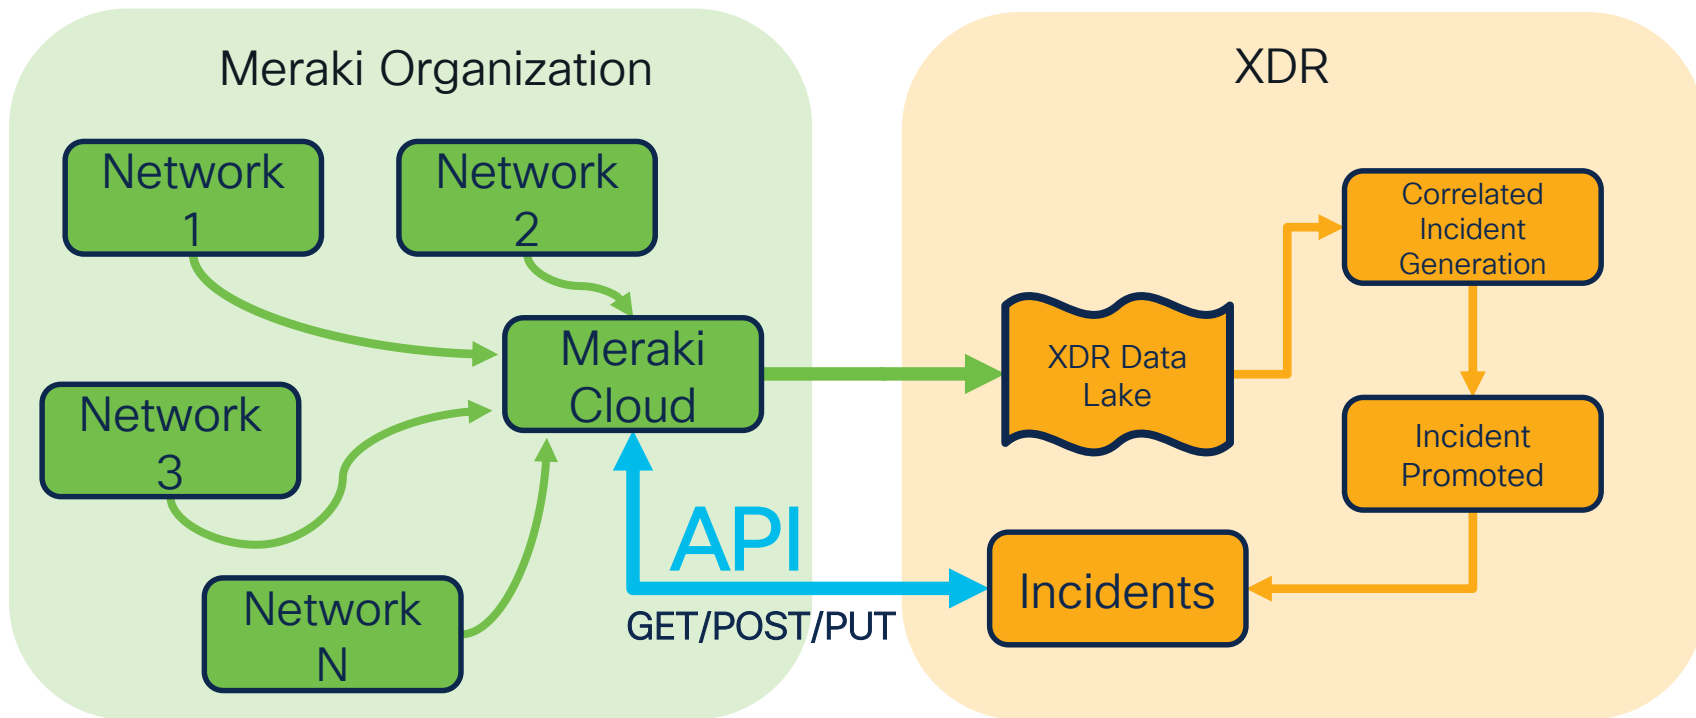 Meraki Organization
XDR
Network
1
Network
2
Correlated
Incident
Generation
Meraki
Cloud
XDR Data
Lake
Network
3
Incident
Promoted
API
GET/POST/PUT
Incidents
Network
N